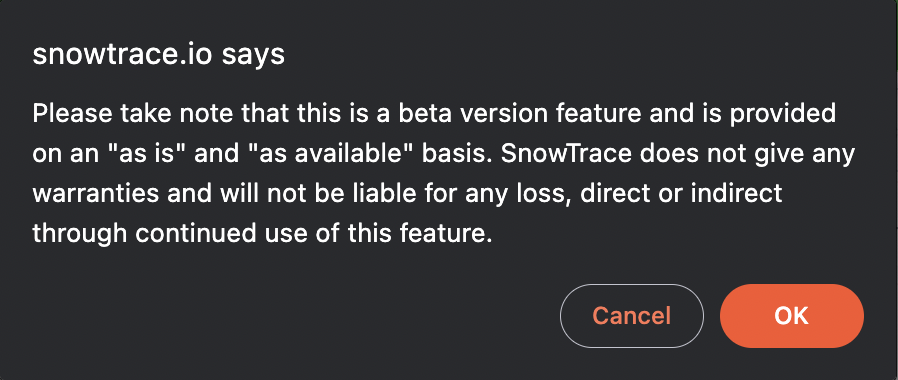 snowtrace.io says
Please take note that this is a beta version feature and is provided
on an "as is" and "as available" basis. SnowTrace does not give any
warranties and will not be liable for any loss, direct or indirect
through continued use of this feature.
Cancel
OK